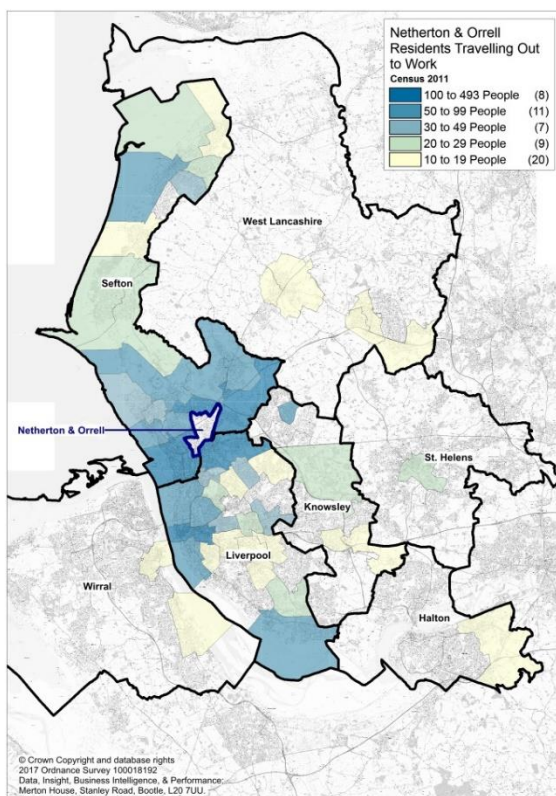 Netherton & Orrell
Residents Travelling Out
to Work
Census 2011
100 to 493 People (8)
50 to 99 People (11)
30 to 49 People (7)
20 to 29 People (9)
10 to 19 People (20)
West Lancashire
Sefton
Netherton & Orrell
St. Helens
Knowsley
Liverpool
Wirral
Halton
© Crown Copyright and database rights
2017 Ordnance Survey 100018192
Data, Insight, Business Intelligence, & Performance:
Merton House, Stanley Road, Bootle, L20 7UU.